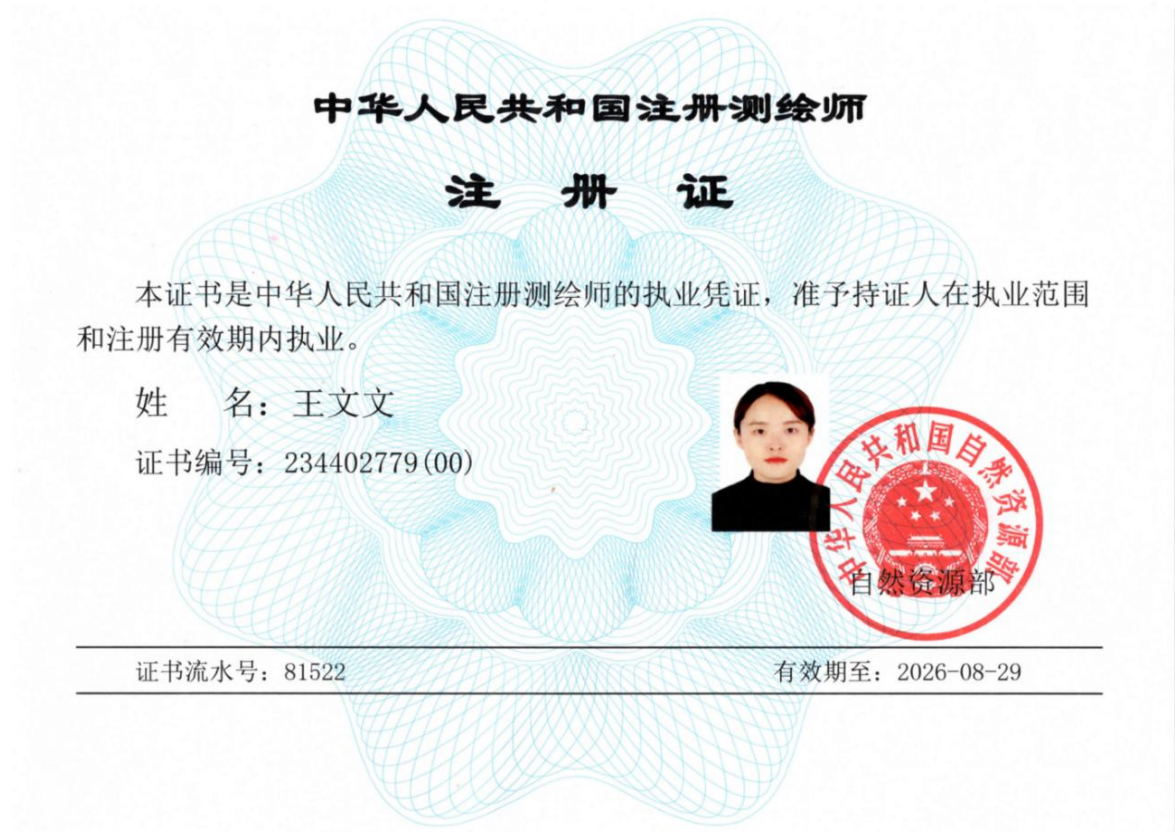 中华人民共和国注册测绘师
注 册 证
本证书是中华人民共和国注册测绘师的执业凭证，准予持证人在执业范围
和注册有效期内执业。
姓 名：王文文
证书编号：234402779(00)
中华人民共和国自然资源部
自然资源部
证书流水号：81522
有效期至：2026-08-29